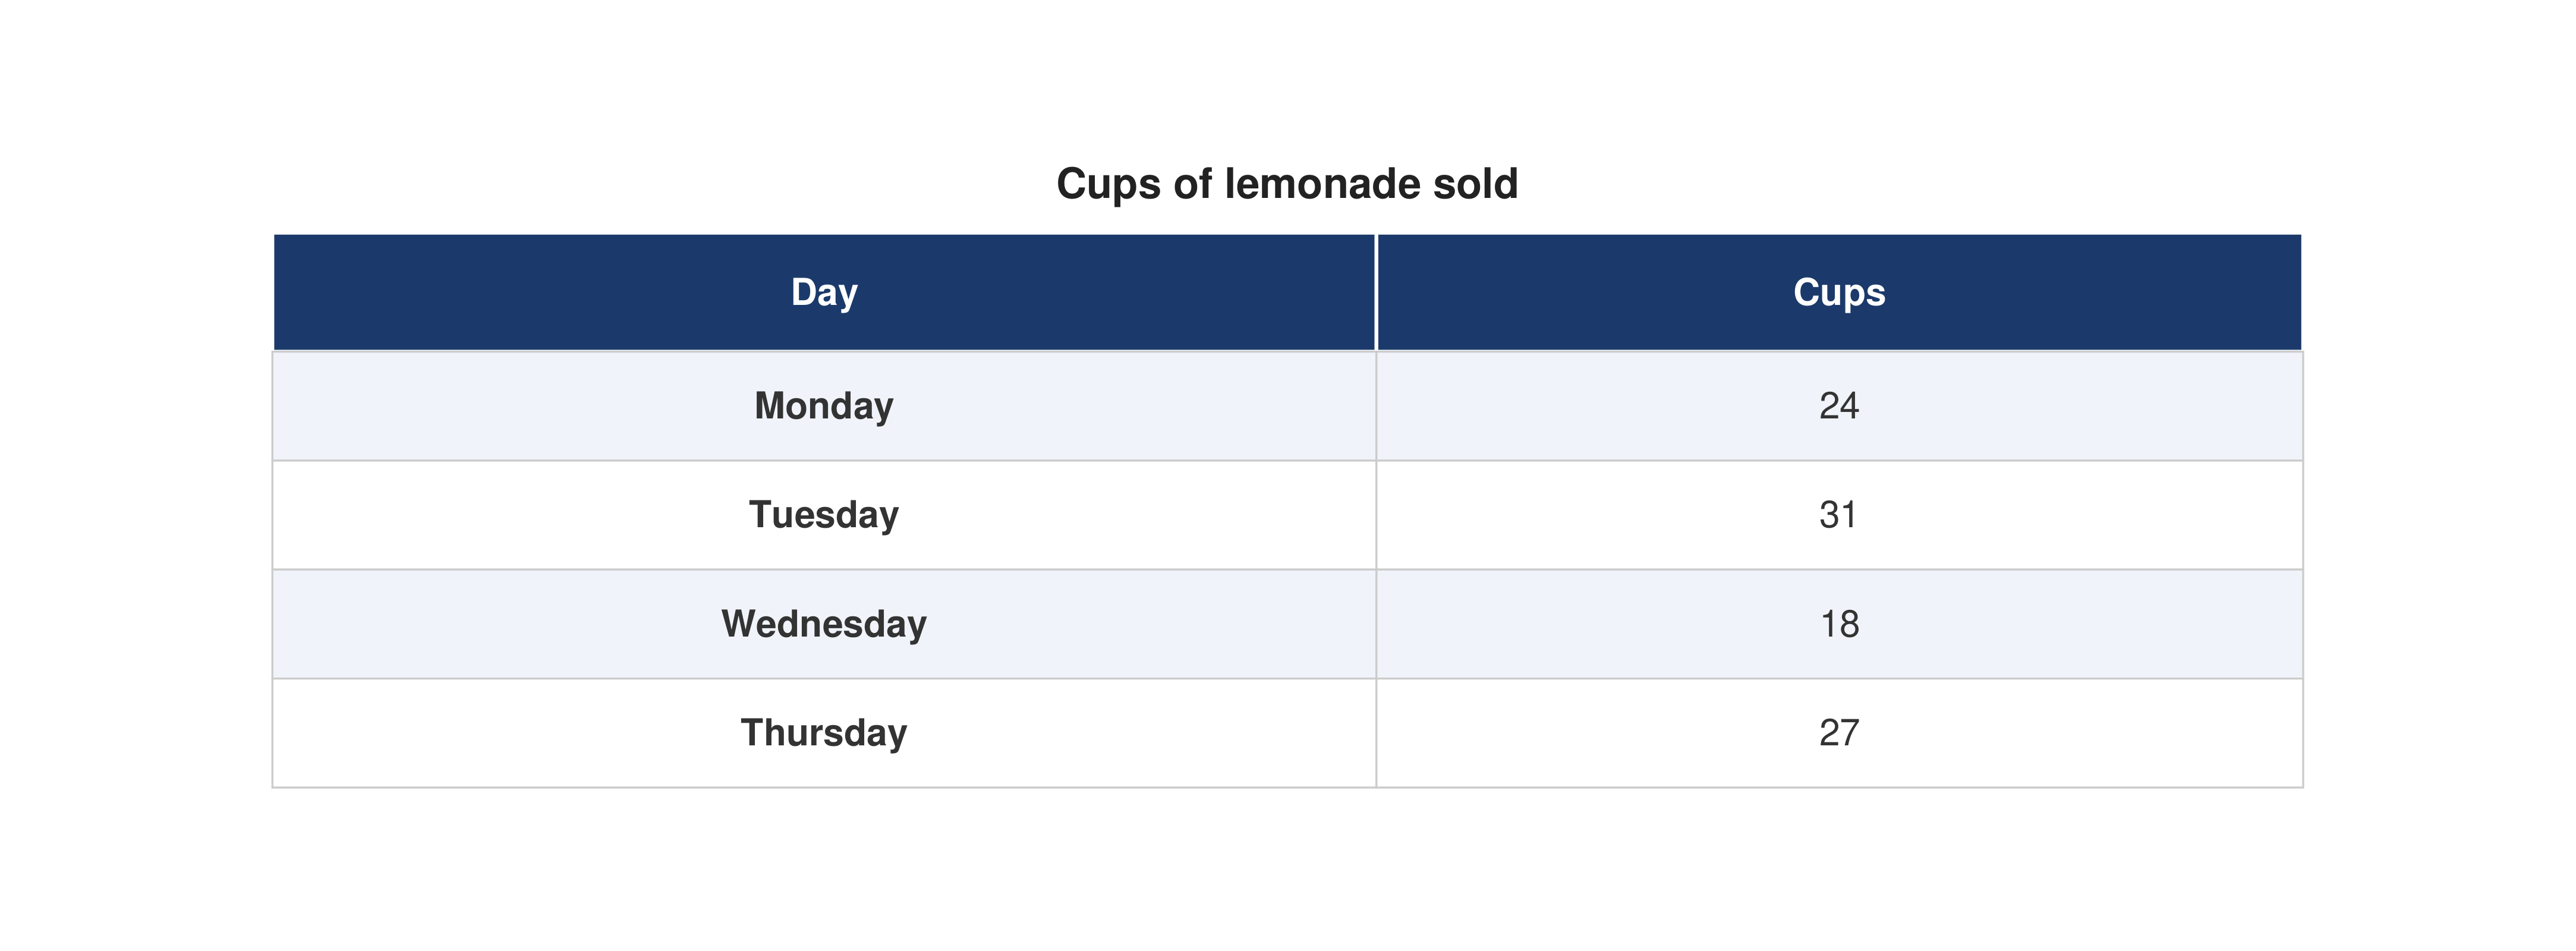 Cups of lemonade sold
Day Cups
Monday 24
Tuesday 31
Wednesday 18
Thursday 27